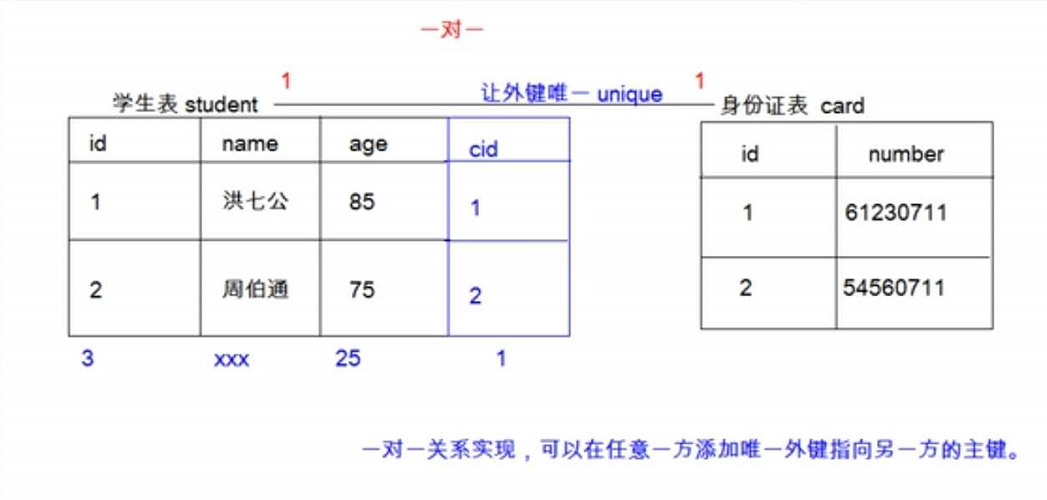 一对一
1 让外键唯一 unique 1
学生表 student 身份证表 card
id name age cid
1 洪七公 85 1
2 周伯通 75 2
3 xxx 25 1
id number
1 61230711
2 54560711
一对一关系实现，可以在任意一方添加唯一外键指向另一方的主键。